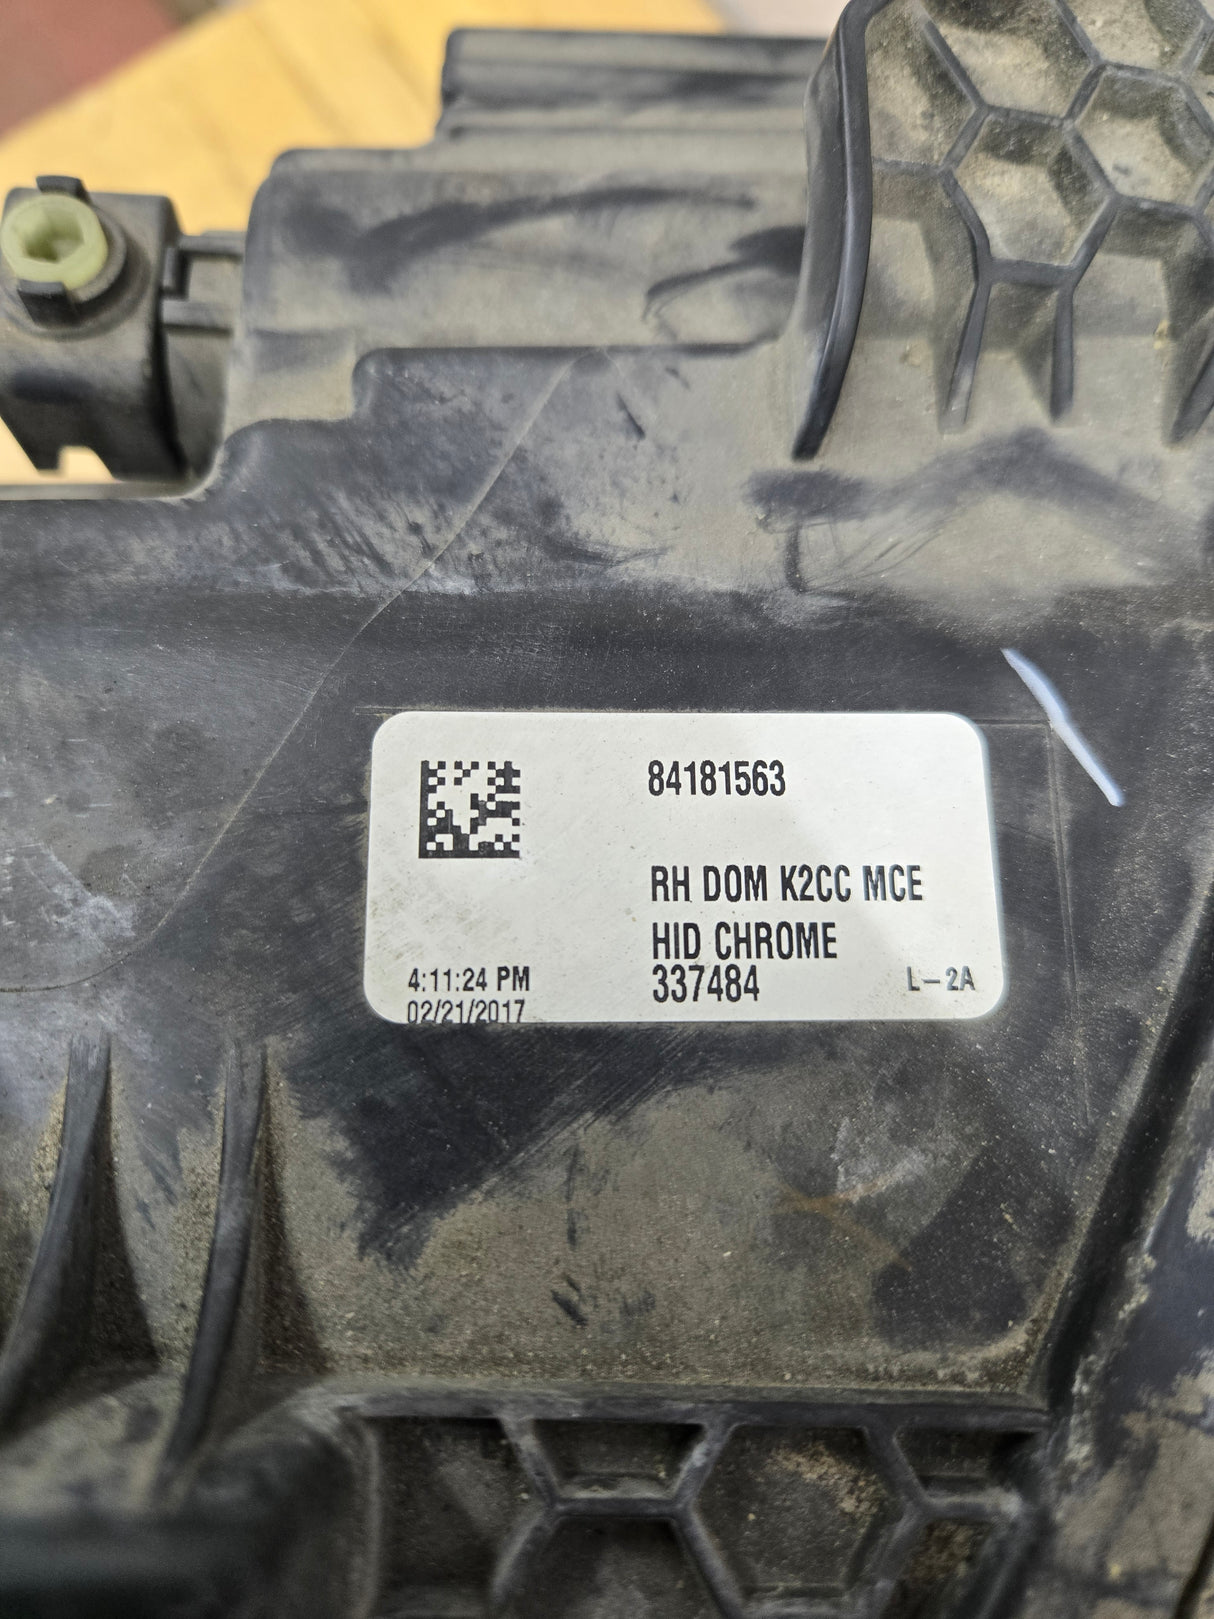 84181563
RH DOM K2CC MCE
HID CHROME
337484
L-2A
4:11:24 PM
02/21/2017